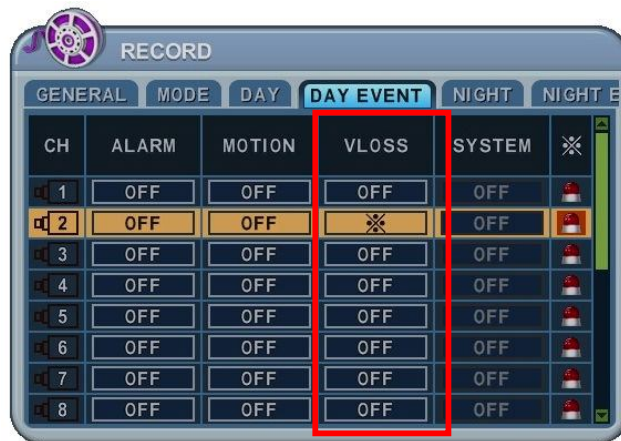 RECORD
GENERAL MODE DAY DAY EVENT NIGHT NIGHT E
CH ALARM MOTION VLOSS SYSTEM ※
1 OFF OFF OFF OFF
2 OFF OFF ※ OFF
3 OFF OFF OFF OFF
4 OFF OFF OFF OFF
5 OFF OFF OFF OFF
6 OFF OFF OFF OFF
7 OFF OFF OFF OFF
8 OFF OFF OFF OFF